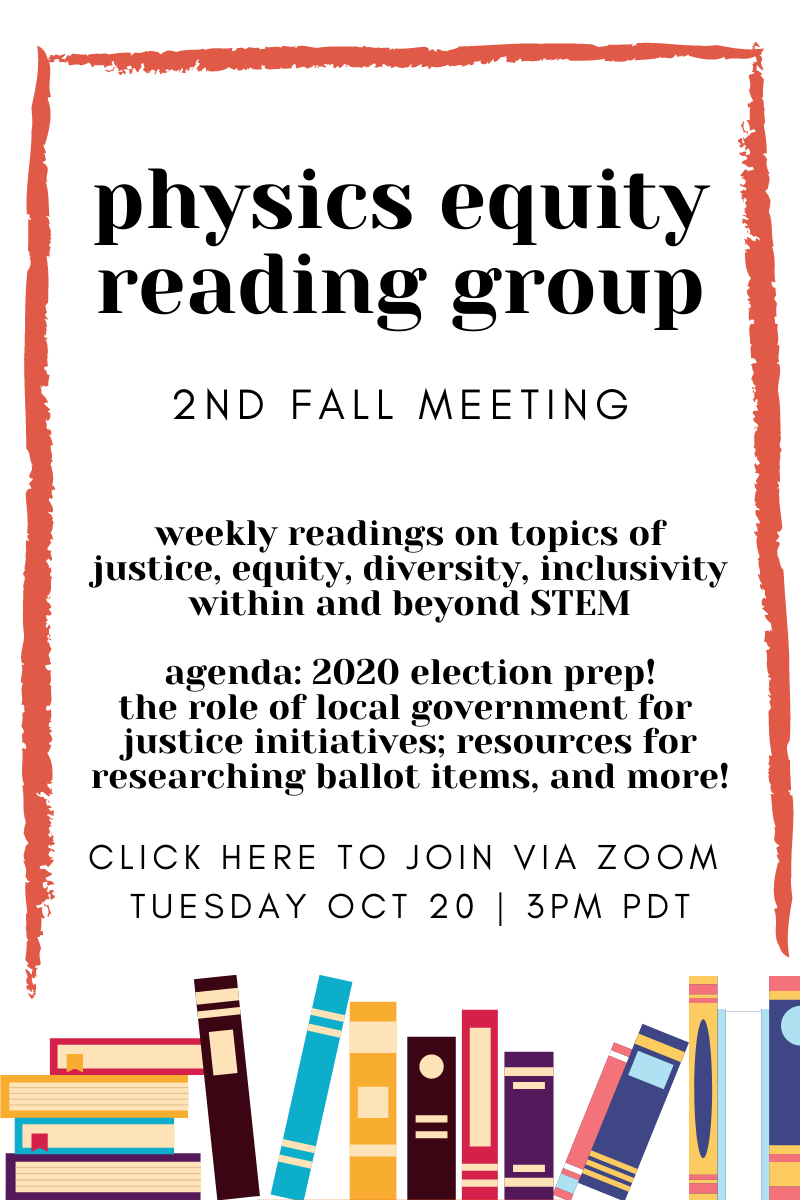 physics equity
reading group
2ND FALL MEETING
weekly readings on topics of
justice, equity, diversity, inclusivity
within and beyond STEM
agenda: 2020 election prep!
the role of local government for
justice initiatives; resources for
researching ballot items, and more!
CLICK HERE TO JOIN VIA ZOOM
TUESDAY OCT 20 | 3PM PDT